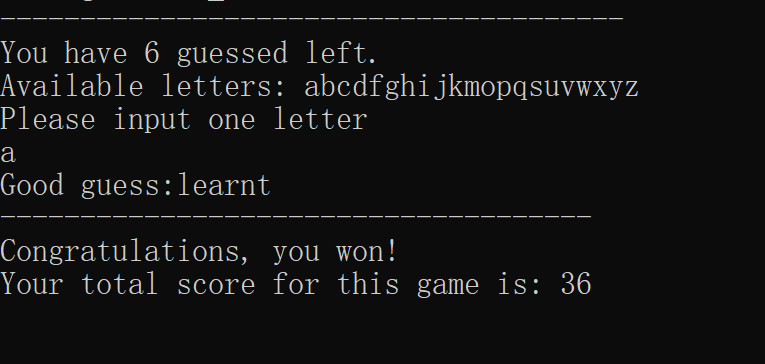 ---------------------------------------
You have 6 guessed left.
Available letters: abcdfghijkmopqsuvwxyz
Please input one letter
a
Good guess:learnt
-------------------------------------
Congratulations, you won!
Your total score for this game is: 36